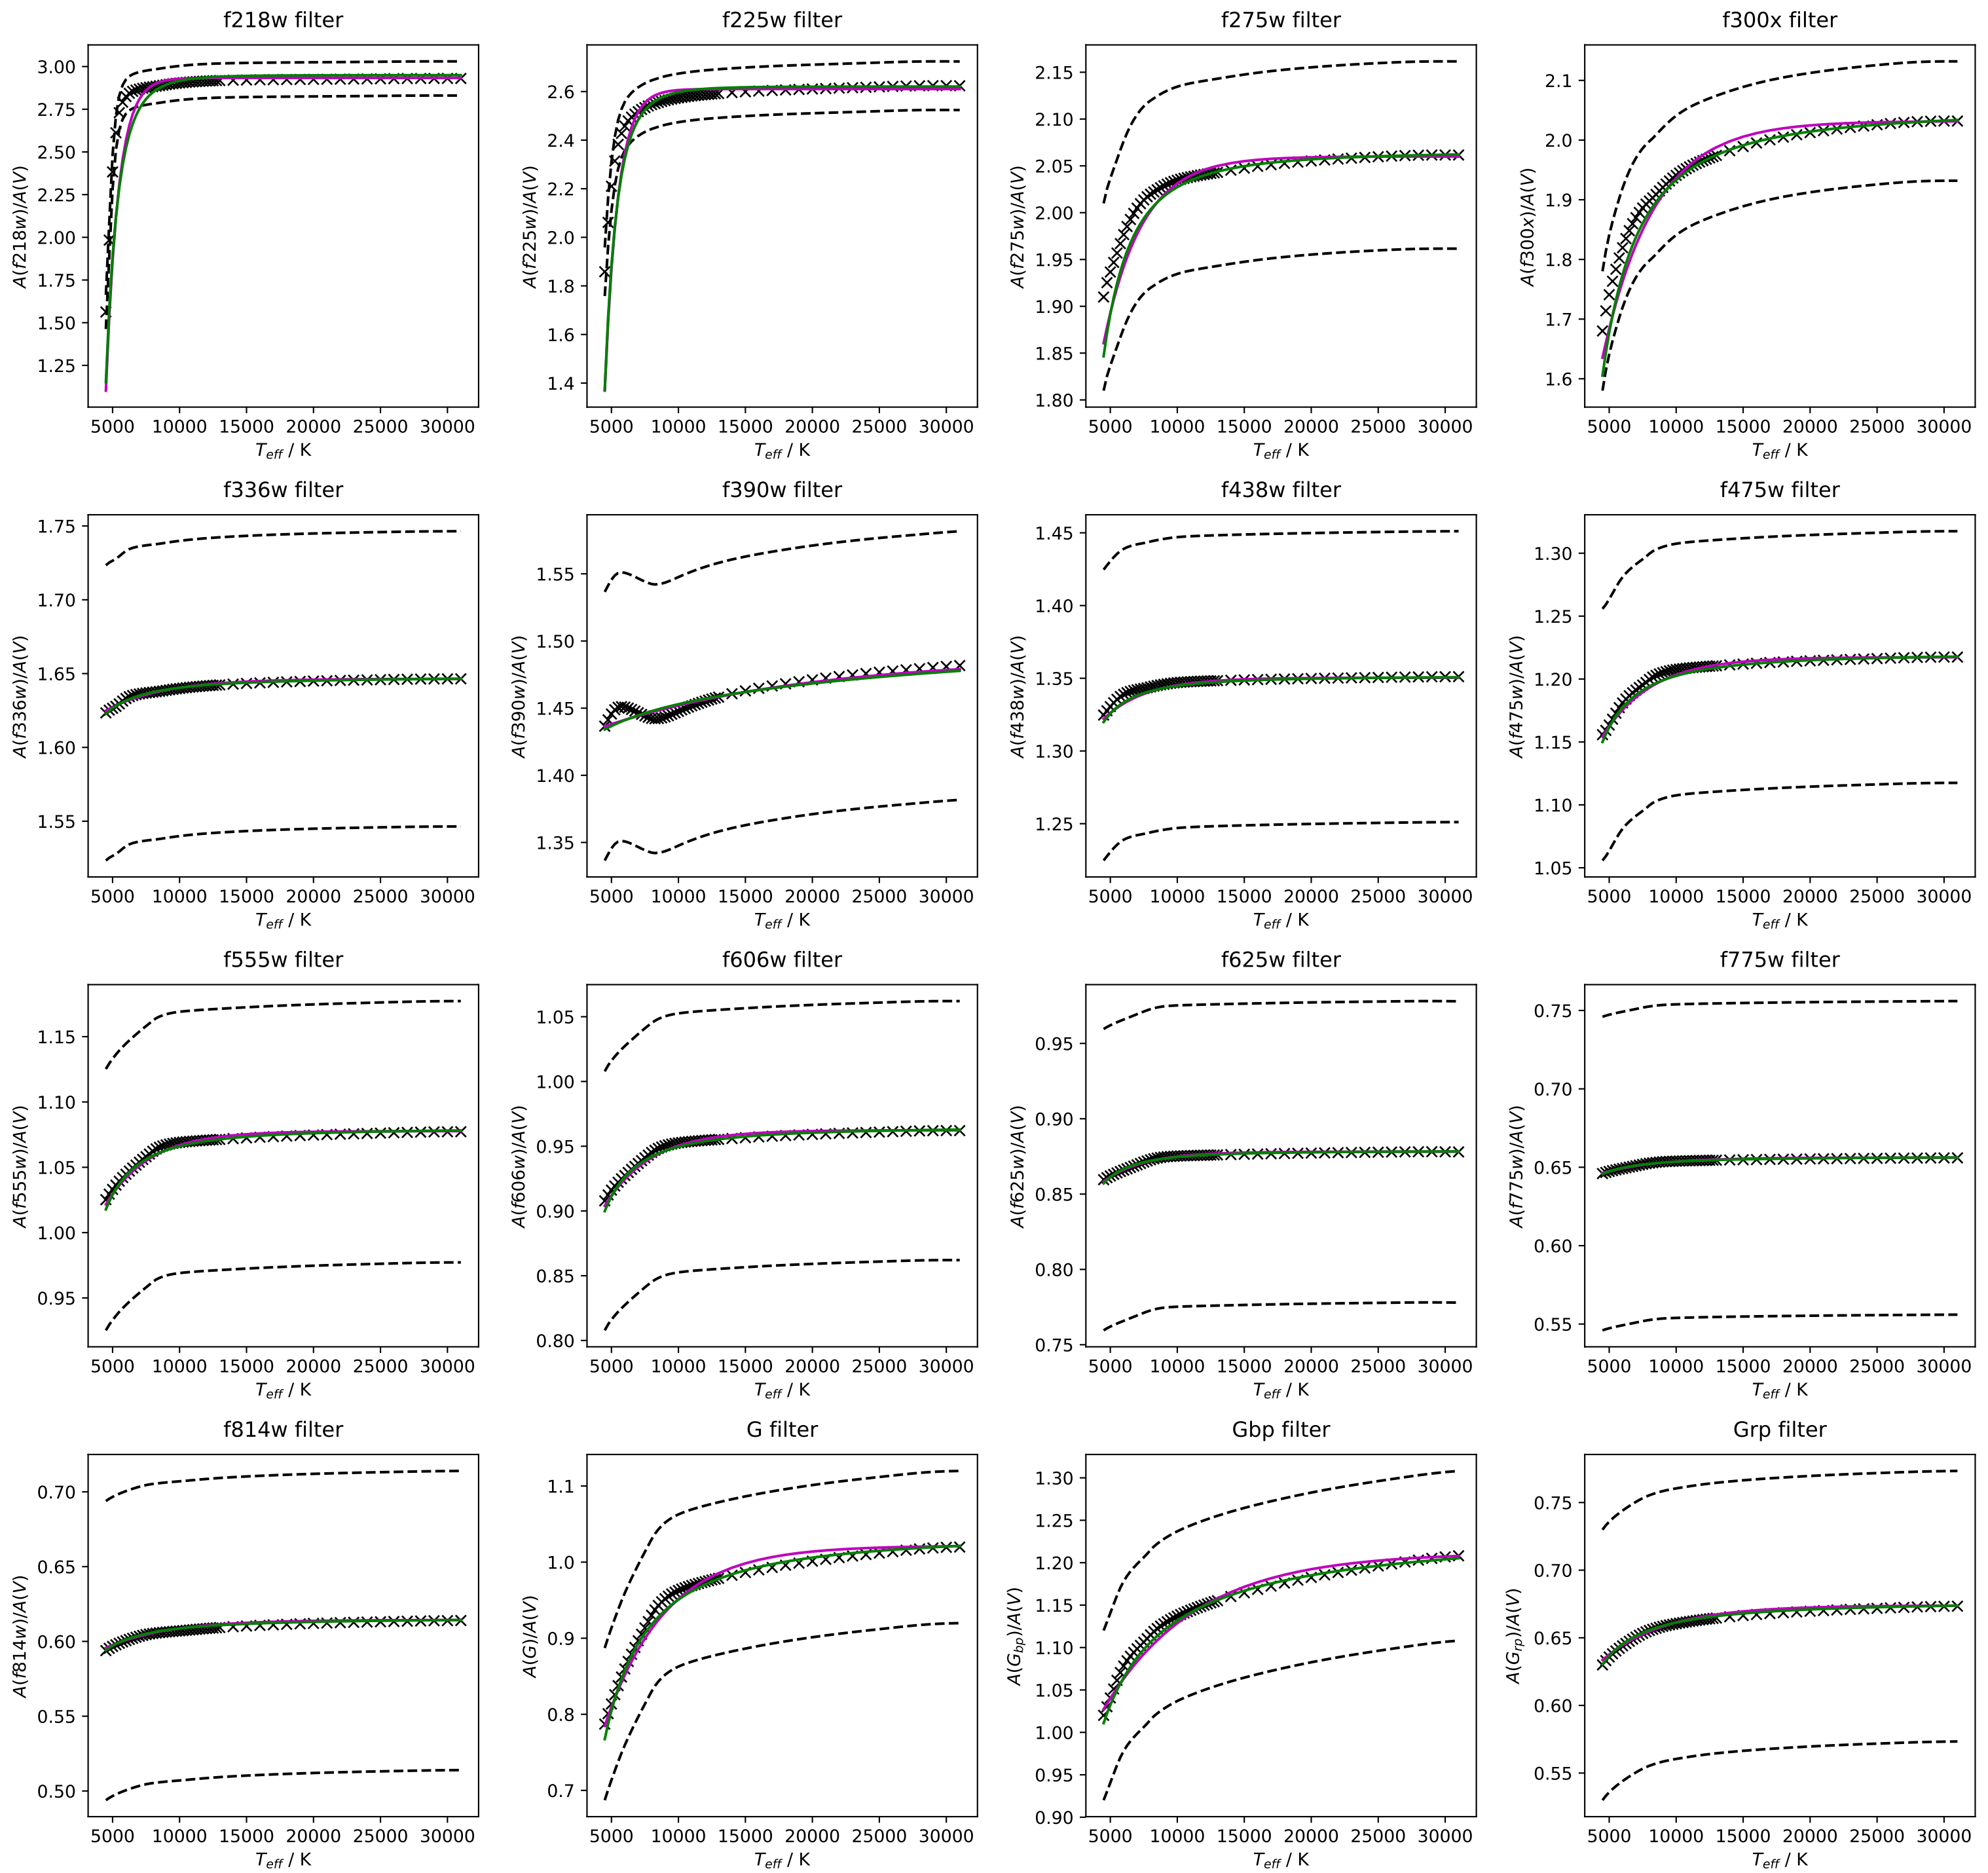 f218w filter
f225w filter
f275w filter
f300x filter
A(f218w)/A(V)
3.00
2.75
2.50
2.25
2.00
1.75
1.50
1.25
5000 10000 15000 20000 25000 30000
T_eff / K
A(f225w)/A(V)
2.6
2.4
2.2
2.0
1.8
1.6
1.4
5000 10000 15000 20000 25000 30000
T_eff / K
A(f275w)/A(V)
2.15
2.10
2.05
2.00
1.95
1.90
1.85
1.80
5000 10000 15000 20000 25000 30000
T_eff / K
A(f300x)/A(V)
2.1
2.0
1.9
1.8
1.7
1.6
5000 10000 15000 20000 25000 30000
T_eff / K
f336w filter
f390w filter
f438w filter
f475w filter
A(f336w)/A(V)
1.75
1.70
1.65
1.60
1.55
5000 10000 15000 20000 25000 30000
T_eff / K
A(f390w)/A(V)
1.55
1.50
1.45
1.40
1.35
5000 10000 15000 20000 25000 30000
T_eff / K
A(f438w)/A(V)
1.45
1.40
1.35
1.30
1.25
5000 10000 15000 20000 25000 30000
T_eff / K
A(f475w)/A(V)
1.30
1.25
1.20
1.15
1.10
1.05
5000 10000 15000 20000 25000 30000
T_eff / K
f555w filter
f606w filter
f625w filter
f775w filter
A(f555w)/A(V)
1.15
1.10
1.05
1.00
0.95
5000 10000 15000 20000 25000 30000
T_eff / K
A(f606w)/A(V)
1.05
1.00
0.95
0.90
0.85
0.80
5000 10000 15000 20000 25000 30000
T_eff / K
A(f625w)/A(V)
0.95
0.90
0.85
0.80
0.75
5000 10000 15000 20000 25000 30000
T_eff / K
A(f775w)/A(V)
0.75
0.70
0.65
0.60
0.55
5000 10000 15000 20000 25000 30000
T_eff / K
f814w filter
G filter
Gbp filter
Grp filter
A(f814w)/A(V)
0.70
0.65
0.60
0.55
0.50
5000 10000 15000 20000 25000 30000
T_eff / K
A(G)/A(V)
1.1
1.0
0.9
0.8
0.7
5000 10000 15000 20000 25000 30000
T_eff / K
A(G_bp)/A(V)
1.30
1.25
1.20
1.15
1.10
1.05
1.00
0.95
0.90
5000 10000 15000 20000 25000 30000
T_eff / K
A(G_rp)/A(V)
0.75
0.70
0.65
0.60
0.55
5000 10000 15000 20000 25000 30000
T_eff / K